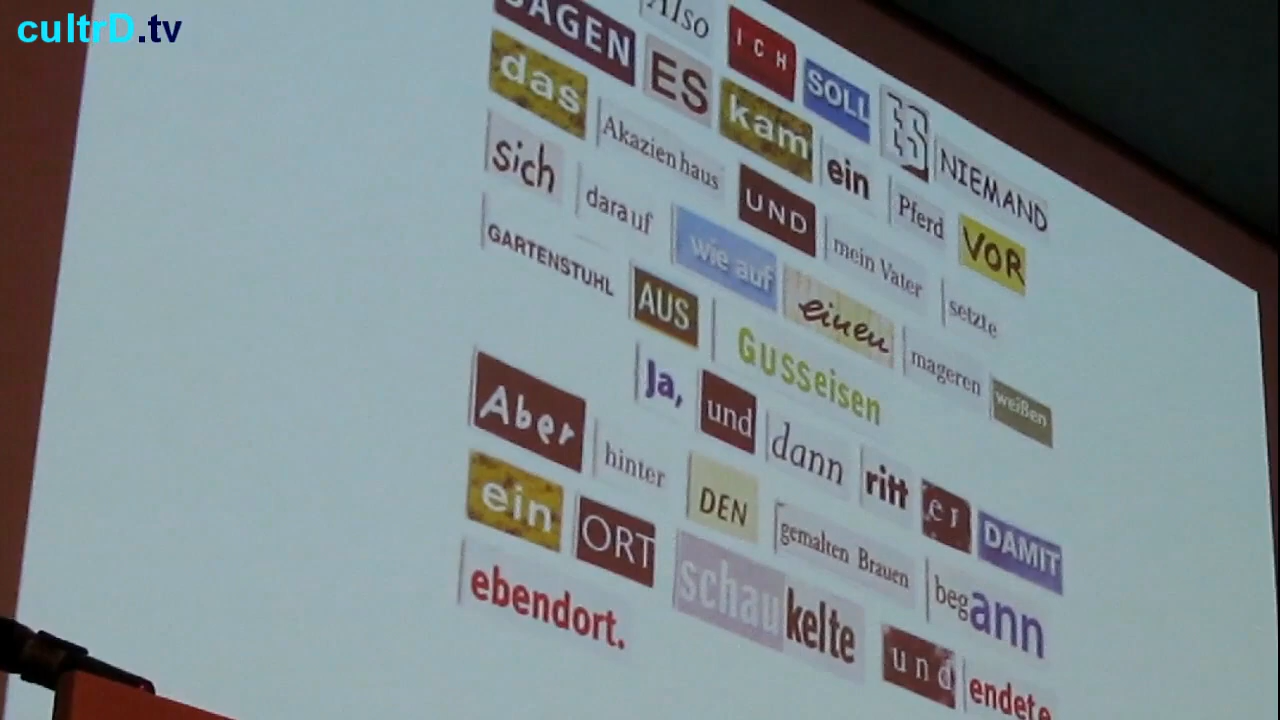 cultrD.tv
Also ICH SOLL ES NIEMAND
SAGEN ES kam ein Pferd VOR
das Akazienhaus UND mein Vater setzte
sich darauf wie auf einen mageren weißen
GARTENSTUHL AUS Gusseisen
Ja, und dann ritt er DAMIT
Aber hinter DEN gemalten Brauen begann
ein ORT schaukelte und endete
ebendort.